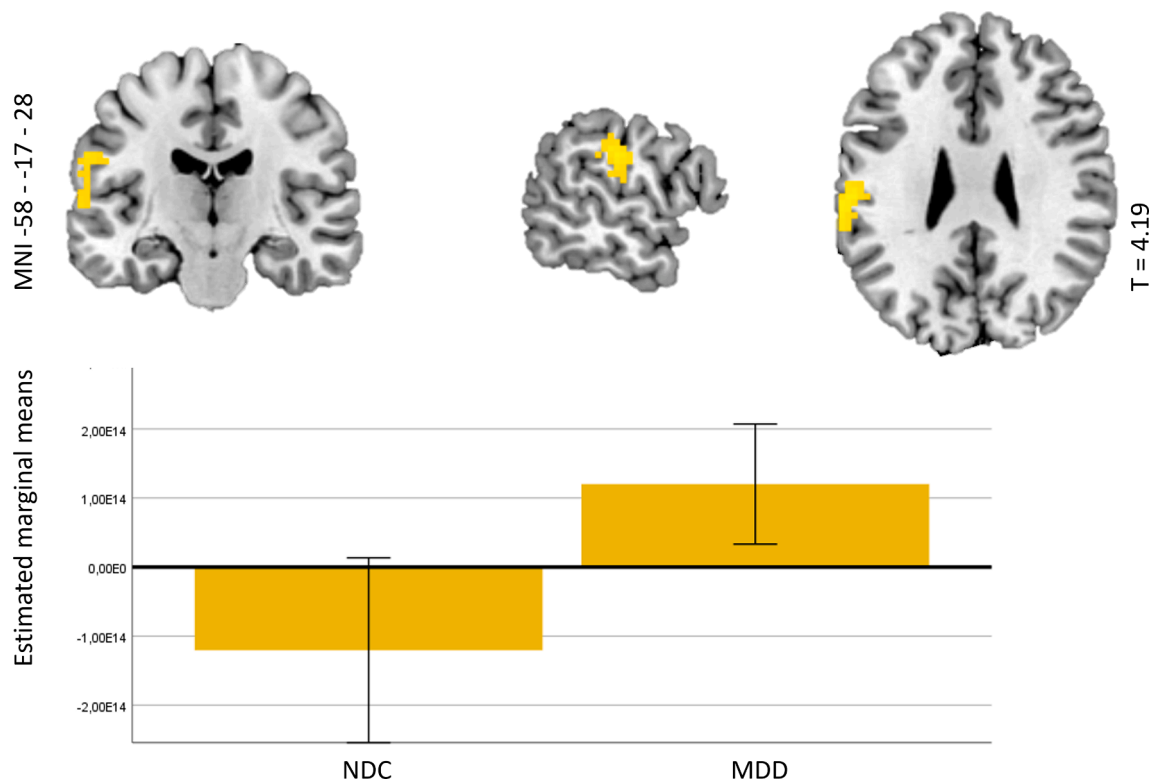 MNI -58 - -17 - 28
T = 4.19
Estimated marginal means
2,00E14
1,00E14
0,00E0
-1,00E14
-2,00E14
NDC
MDD